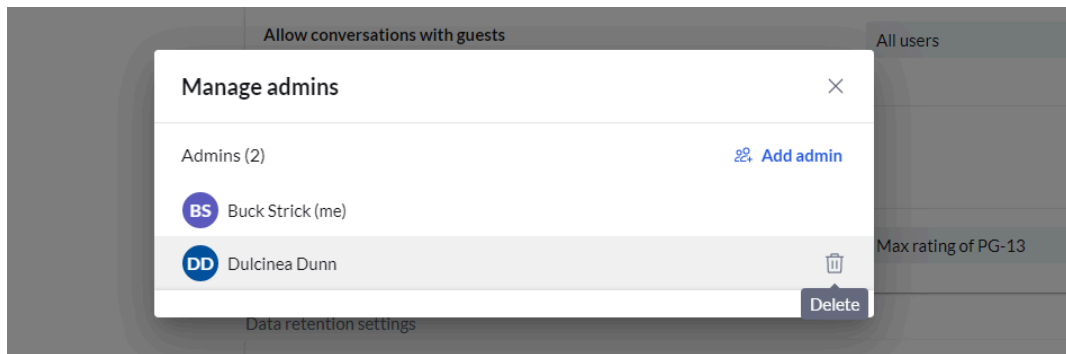 Allow conversations with guests
All users
Manage admins
Admins (2)
Add admin
BS Buck Strick (me)
DD Dulcinea Dunn
Max rating of PG-13
Delete
Data retention settings